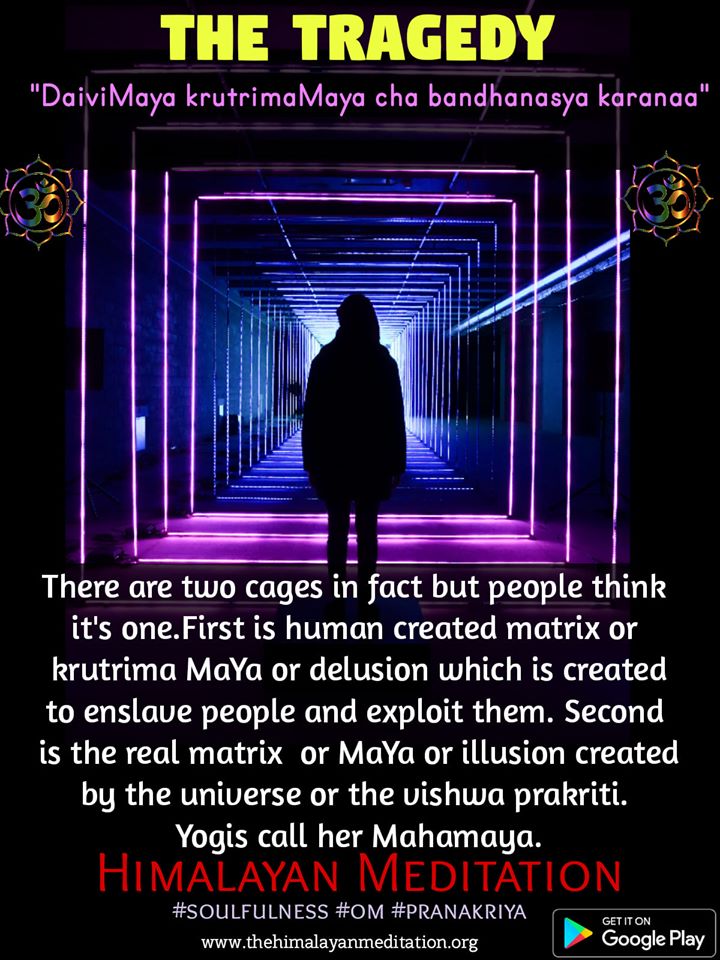 THE TRAGEDY
"DaiviMaya krutrimaMaya cha bandhanasya karanaa"
ॐ ॐ
There are two cages in fact but people think
it's one.First is human created matrix or
krutrima MaYa or delusion which is created
to enslave people and exploit them. Second
is the real matrix or MaYa or illusion created
by the universe or the vishwa prakriti.
Yogis call her Mahamaya.
HIMALAYAN MEDITATION
#SOULFULNESS #OM #PRANAKRIYA
www.thehimalayanmeditation.org
GET IT ON
Google Play